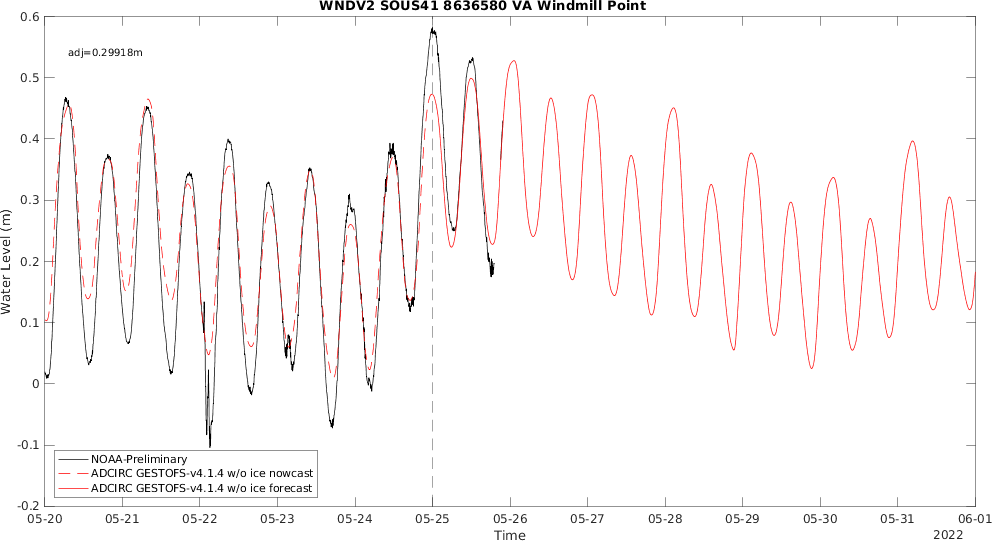 WNDV2 SOUS41 8636580 VA Windmill Point
adj=0.29918m
Water Level (m)
0.6
0.5
0.4
0.3
0.2
0.1
0
-0.1
-0.2
NOAA-Preliminary
ADCIRC GESTOFS-v4.1.4 w/o ice nowcast
ADCIRC GESTOFS-v4.1.4 w/o ice forecast
05-20 05-21 05-22 05-23 05-24 05-25 05-26 05-27 05-28 05-29 05-30 05-31 06-01
Time
2022